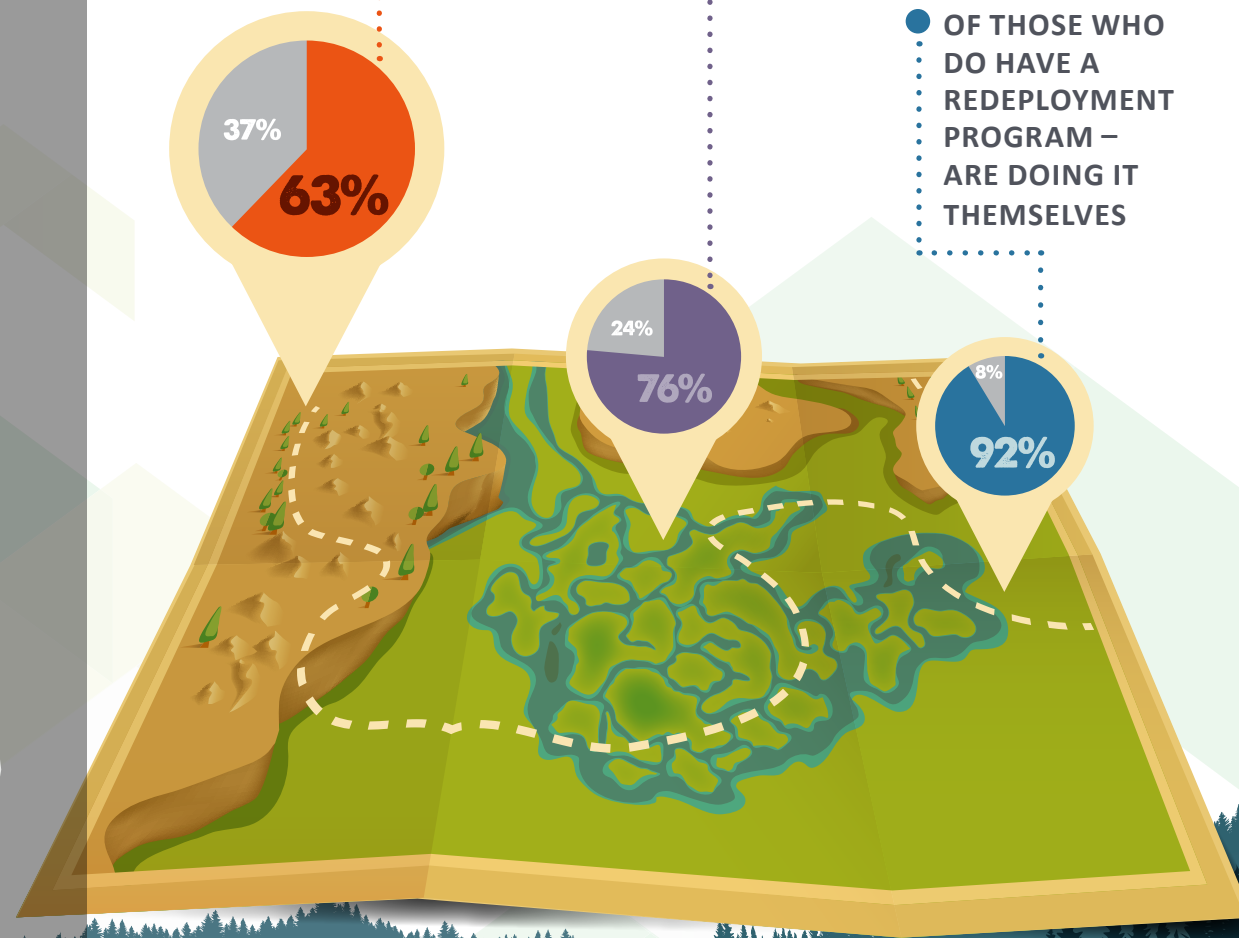 OF THOSE WHO
DO HAVE A
REDEPLOYMENT
PROGRAM –
ARE DOING IT
THEMSELVES
37%
63%
24%
76%
8%
92%